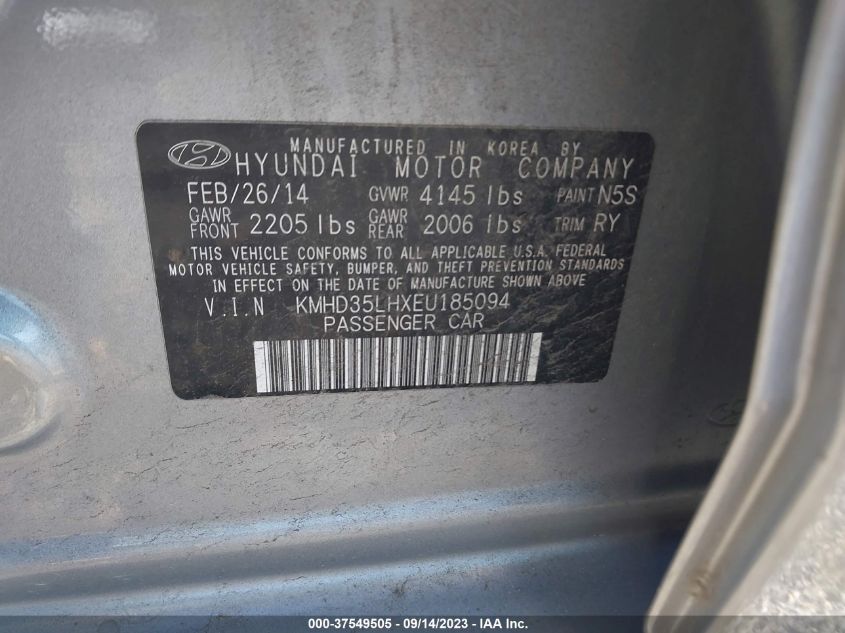 MANUFACTURED IN KOREA BY
HYUNDAI MOTOR COMPANY
FEB/26/14 GVWR 4145 lbs PAINT N5S
GAWR FRONT 2205 lbs GAWR REAR 2006 lbs TRIM RY
THIS VEHICLE CONFORMS TO ALL APPLICABLE U.S.A. FEDERAL
MOTOR VEHICLE SAFETY, BUMPER, AND THEFT PREVENTION STANDARDS
IN EFFECT ON THE DATE OF MANUFACTURE SHOWN ABOVE
V.I.N KMHD35LHXEU185094
PASSENGER CAR
000-37549505 - 09/14/2023 - IAAI.com